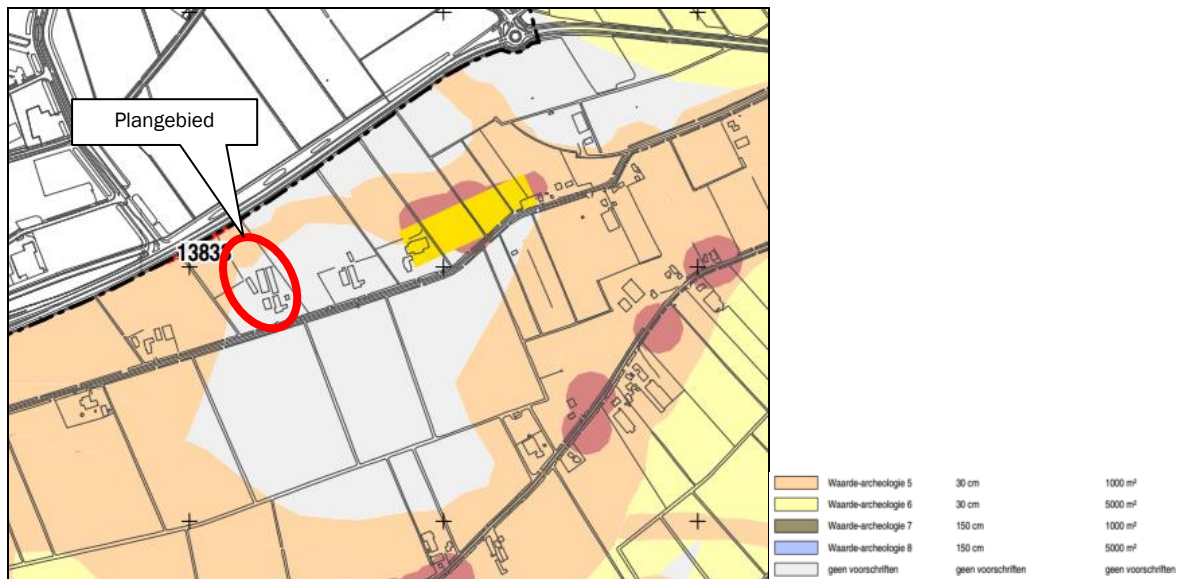 Plangebied
13838
Waarde-archeologie 5 30 cm 1000 m²
Waarde-archeologie 6 30 cm 5000 m²
Waarde-archeologie 7 150 cm 1000 m²
Waarde-archeologie 8 150 cm 5000 m²
geen voorschriften geen voorschriften geen voorschriften